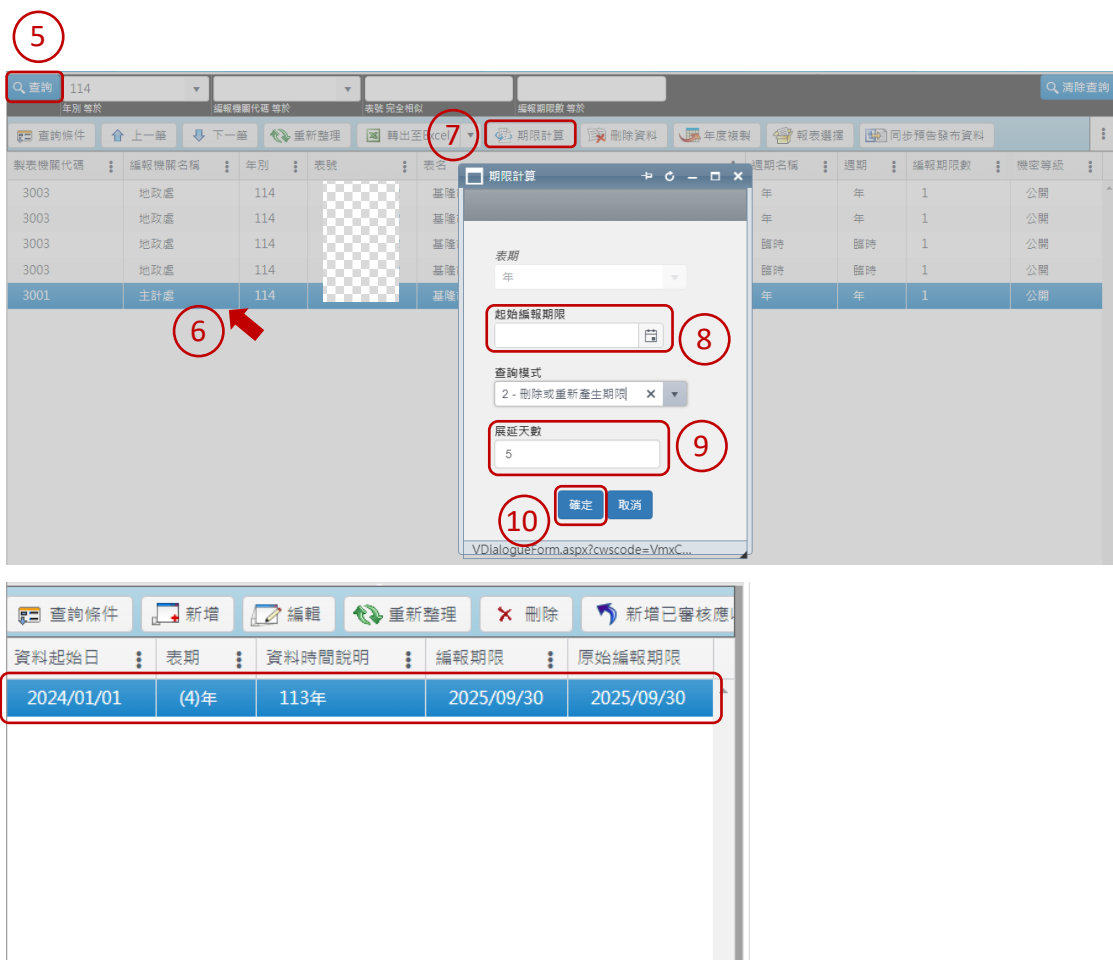 5
查詢 114 清除查詢
年別 等於 編報機關代碼 等於 表號 完全相似 編報期限數 等於
查詢條件 上一筆 下一筆 重新整理 轉出至Excel 7 期限計算 刪除資料 年度複製 報表選擇 同步預告發布資料
製表機關代碼 編報機關名稱 年別 表號 表名 週期名稱 週期 編報期限數 機密等級
3003 地政處 114 基隆 年 年 1 公開
3003 地政處 114 基隆 年 年 1 公開
3003 地政處 114 基隆 臨時 臨時 1 公開
3003 地政處 114 基隆 臨時 臨時 1 公開
3001 主計處 114 基隆 年 年 1 公開
6
期限計算
表期
年
起始編報期限
8
查詢模式
2 - 刪除或重新產生期限
展延天數
5
9
確定 取消
10
VDialogueForm.aspx?cwscode=VmxC...
查詢條件 新增 編輯 重新整理 刪除 新增已審核應
資料起始日 表期 資料時間說明 編報期限 原始編報期限
2024/01/01 (4)年 113年 2025/09/30 2025/09/30